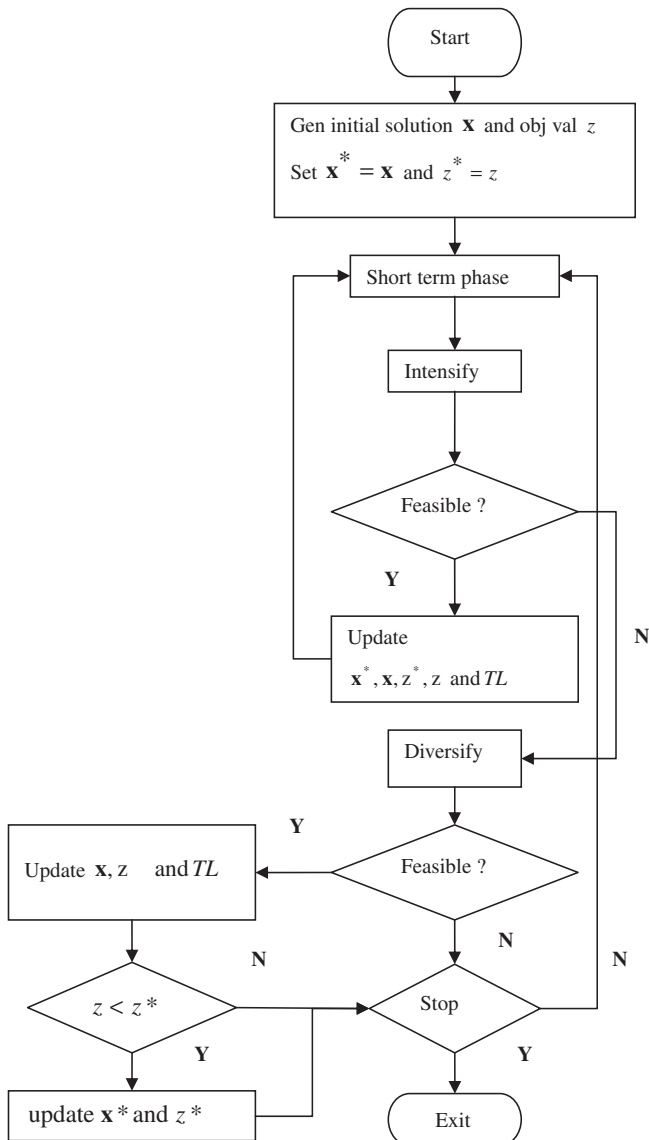 Start
Gen initial solution x and obj val z
Set x* = x and z* = z
Short term phase
Intensify
Feasible ?
Y
N
Update
x*, x, z*, z and TL
Diversify
Y
Feasible ?
Update x, z and TL
N
N
N
z < z*
Stop
Y
Y
update x* and z*
Exit